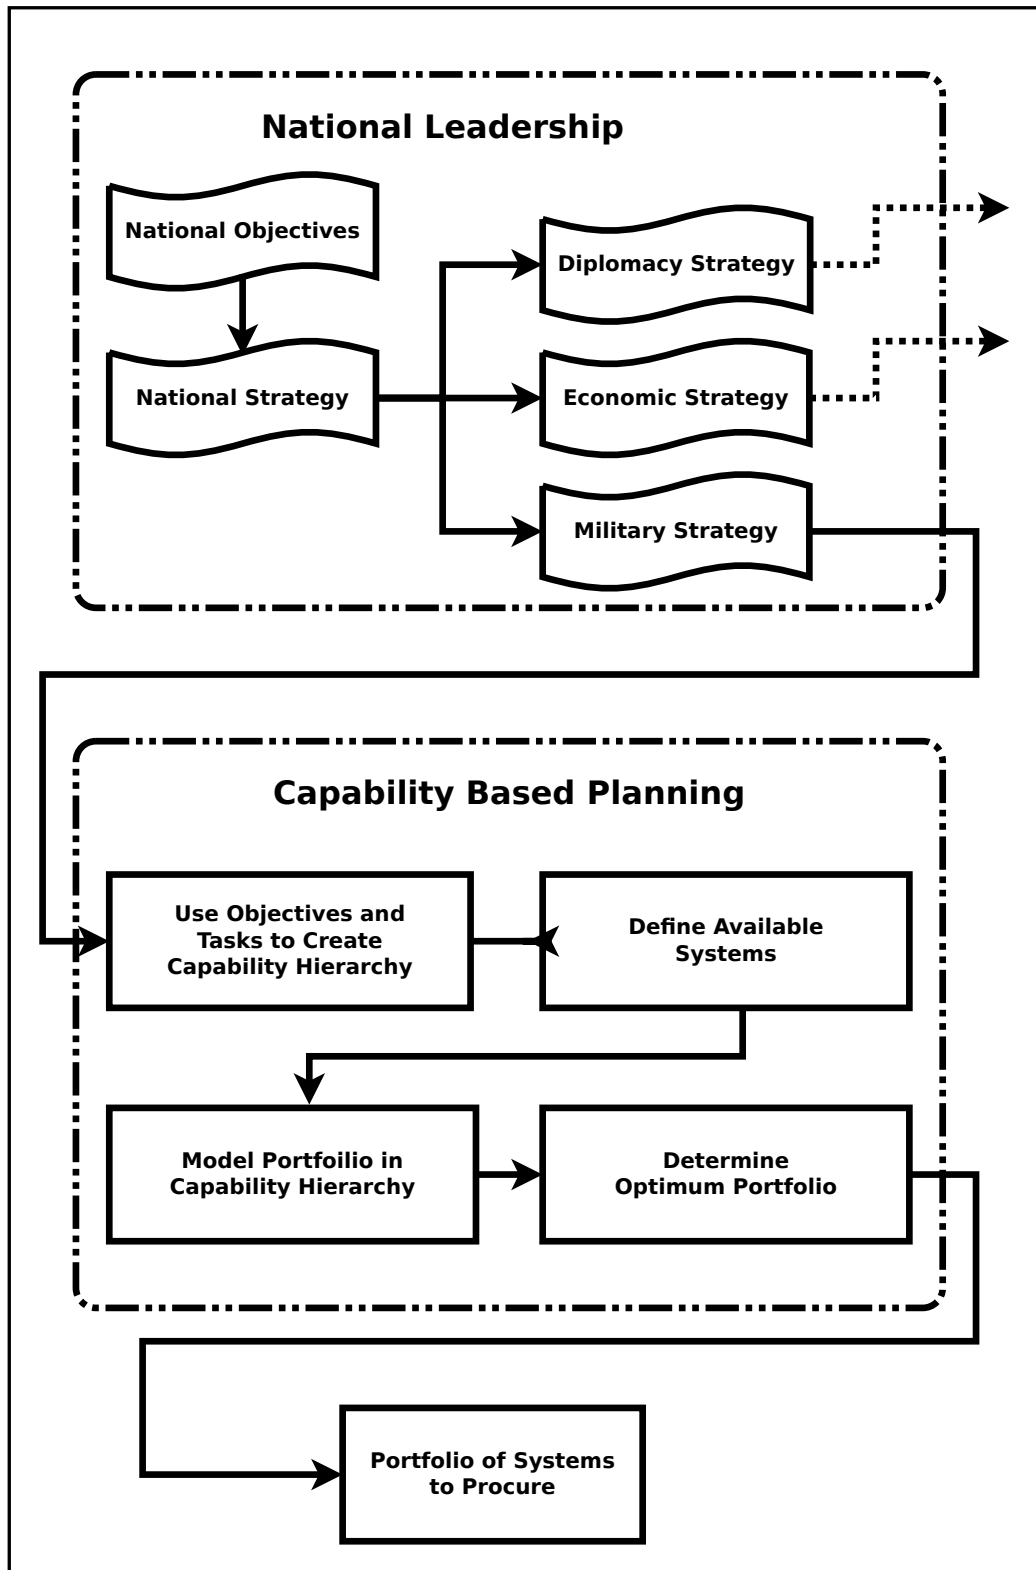 National Leadership
National Objectives
Diplomacy Strategy
National Strategy
Economic Strategy
Military Strategy
Capability Based Planning
Use Objectives and
Tasks to Create
Capability Hierarchy
Define Available
Systems
Model Portfoilio in
Capability Hierarchy
Determine
Optimum Portfolio
Portfolio of Systems
to Procure